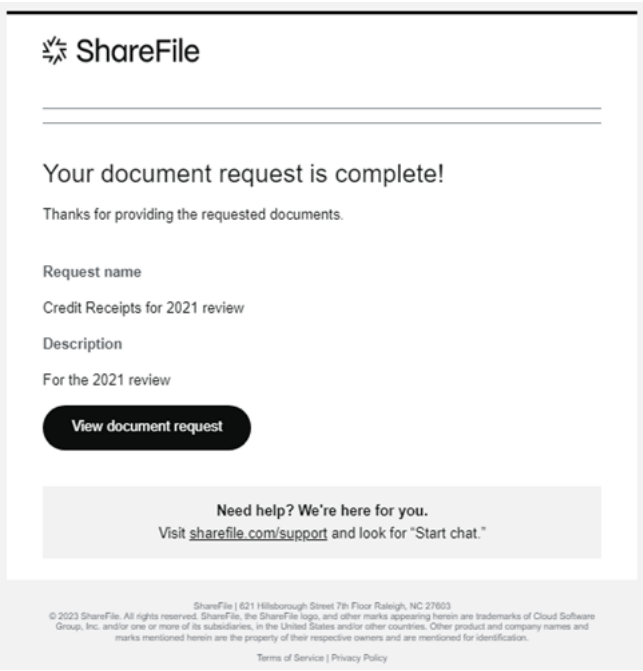 ShareFile
Your document request is complete!
Thanks for providing the requested documents.
Request name
Credit Receipts for 2021 review
Description
For the 2021 review
View document request
Need help? We're here for you.
Visit sharefile.com/support and look for “Start chat.”
ShareFile | 621 Hillsborough Street 7th Floor Raleigh, NC 27603
© 2023 ShareFile. All rights reserved. ShareFile, the ShareFile logo, and other marks appearing herein are trademarks of Cloud Software
Group, Inc. and/or one or more of its subsidiaries, in the United States and/or other countries. Other product and company names and
marks mentioned herein are the property of their respective owners and are mentioned for identification.
Terms of Service | Privacy Policy